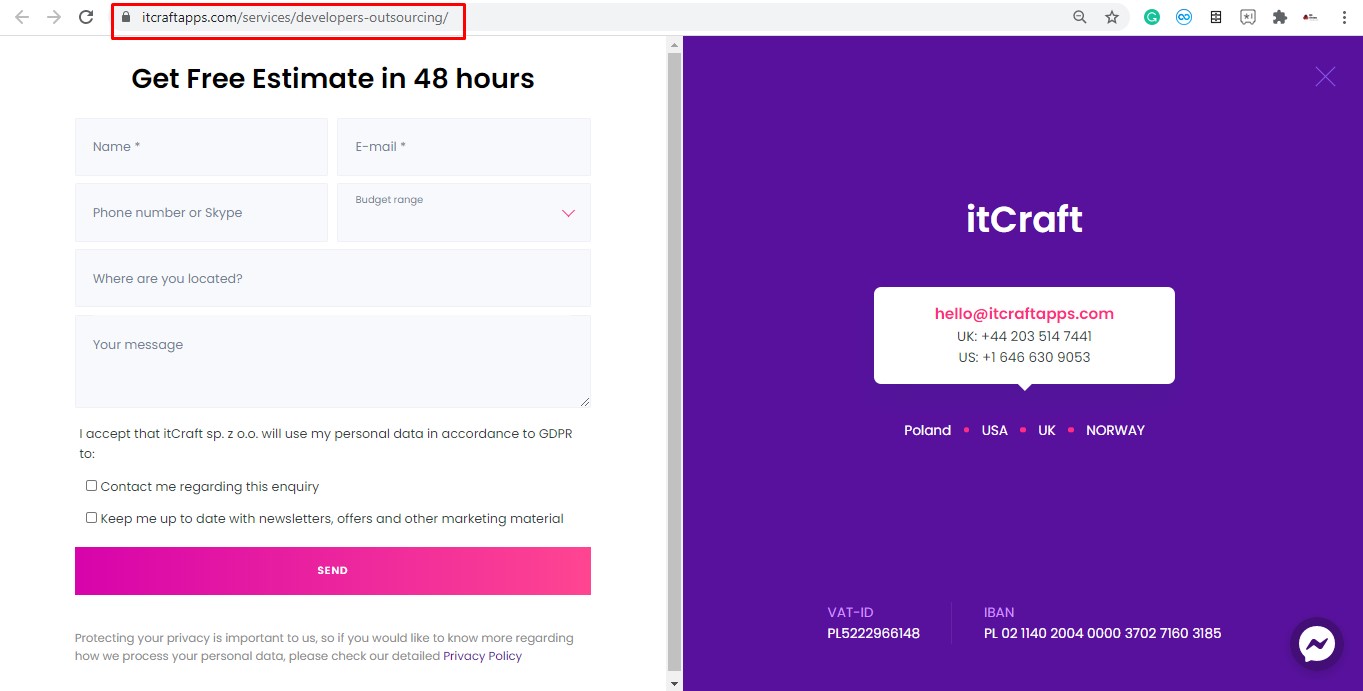 itcraftapps.com/services/developers-outsourcing/
Get Free Estimate in 48 hours
Name *
E-mail *
Phone number or Skype
Budget range
Where are you located?
Your message
I accept that itCraft sp. z o.o. will use my personal data in accordance to GDPR
to:
Contact me regarding this enquiry
Keep me up to date with newsletters, offers and other marketing material
SEND
Protecting your privacy is important to us, so if you would like to know more regarding
how we process your personal data, please check our detailed Privacy Policy
itCraft
hello@itcraftapps.com
UK: +44 203 514 7441
US: +1 646 630 9053
Poland • USA • UK • NORWAY
VAT-ID
PL5222966148
IBAN
PL 02 1140 2004 0000 3702 7160 3185